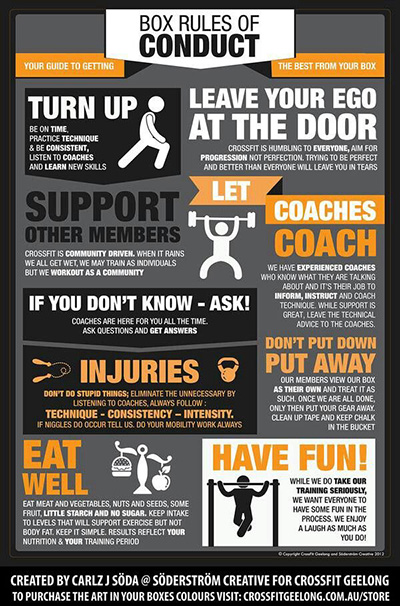 BOX RULES OF
CONDUCT
YOUR GUIDE TO GETTING
THE BEST FROM YOUR BOX
TURN UP
BE ON TIME,
PRACTICE TECHNIQUE
& BE CONSISTENT,
LISTEN TO COACHES
AND LEARN NEW SKILLS
LEAVE YOUR EGO
AT THE DOOR
CROSSFIT IS HUMBLING TO EVERYONE, AIM FOR
PROGRESSION NOT PERFECTION. TRYING TO BE PERFECT
AND BETTER THAN EVERYONE WILL LEAVE YOU IN TEARS
SUPPORT
OTHER MEMBERS
CROSSFIT IS COMMUNITY DRIVEN. WHEN IT RAINS
WE ALL GET WET, WE MAY TRAIN AS INDIVIDUALS
BUT WE WORKOUT AS A COMMUNITY
LET
COACHES
COACH
WE HAVE EXPERIENCED COACHES
WHO KNOW WHAT THEY ARE TALKING
ABOUT AND IT'S THEIR JOB TO
INFORM, INSTRUCT AND COACH
TECHNIQUE. WHILE SUPPORT IS
GREAT, LEAVE THE TECHNICAL
ADVICE TO THE COACHES.
IF YOU DON'T KNOW - ASK!
COACHES ARE HERE FOR YOU ALL THE TIME.
ASK QUESTIONS AND GET ANSWERS
INJURIES
DON'T DO STUPID THINGS; ELIMINATE THE UNNECESSARY BY
LISTENING TO COACHES, ALWAYS FOLLOW :
TECHNIQUE - CONSISTENCY - INTENSITY.
IF NIGGLES DO OCCUR TELL US. DO YOUR MOBILITY WORK ALWAYS
DON'T PUT DOWN
PUT AWAY
OUR MEMBERS VIEW OUR BOX
AS THEIR OWN AND TREAT IT AS
SUCH. ONCE WE ARE ALL DONE,
ONLY THEN PUT YOUR GEAR AWAY.
CLEAN UP TAPE AND KEEP CHALK
IN THE BUCKET
EAT
WELL
EAT MEAT AND VEGETABLES, NUTS AND SEEDS, SOME
FRUIT, LITTLE STARCH AND NO SUGAR. KEEP INTAKE
TO LEVELS THAT WILL SUPPORT EXERCISE BUT NOT
BODY FAT. KEEP IT SIMPLE. RESULTS REFLECT YOUR
NUTRITION & YOUR TRAINING PERIOD
HAVE FUN!
WHILE WE DO TAKE OUR
TRAINING SERIOUSLY,
WE WANT EVERYONE TO
HAVE SOME FUN IN THE
PROCESS. WE ENJOY
A LAUGH AS MUCH AS
YOU DO!
© Copyright CrossFit Geelong and Söderström Creative 2012
CREATED BY CARLZ J SÖDA @ SÖDERSTRÖM CREATIVE FOR CROSSFIT GEELONG
TO PURCHASE THE ART IN YOUR BOXES COLOURS VISIT: CROSSFITGEELONG.COM.AU/STORE